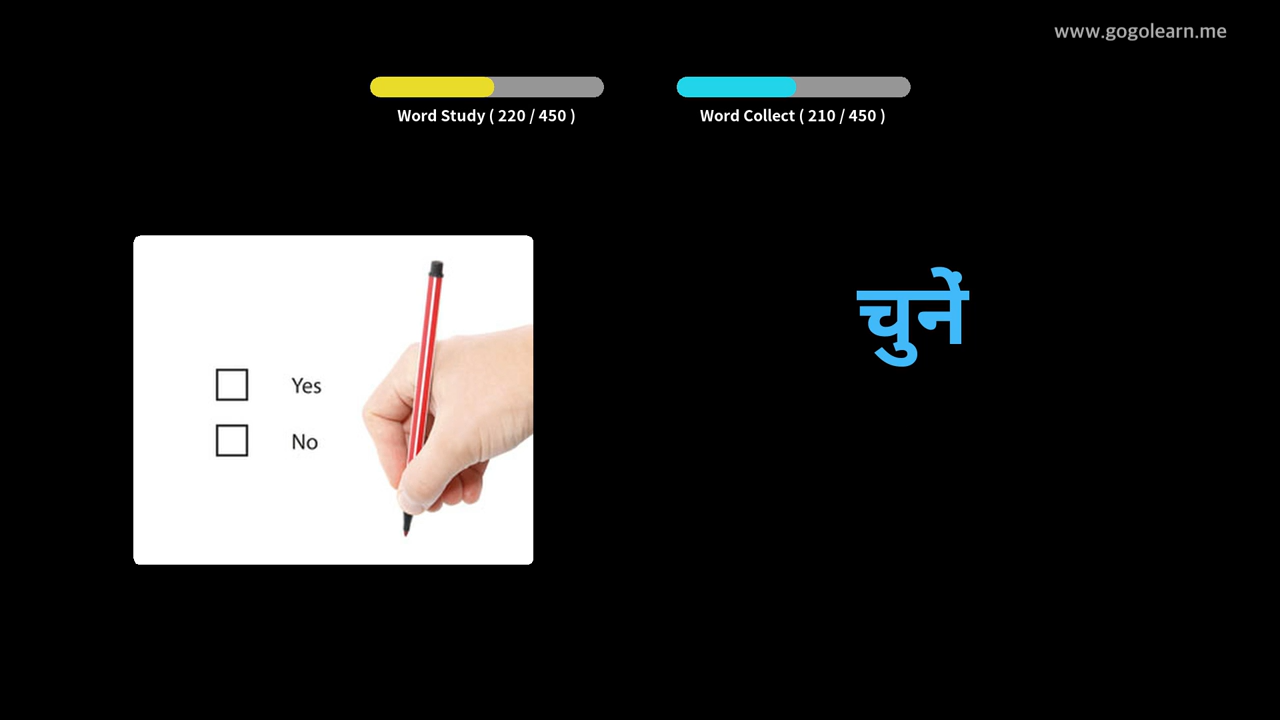 www.gogolearn.me
Word Study ( 220 / 450 )
Word Collect ( 210 / 450 )
Yes
No
चुनें